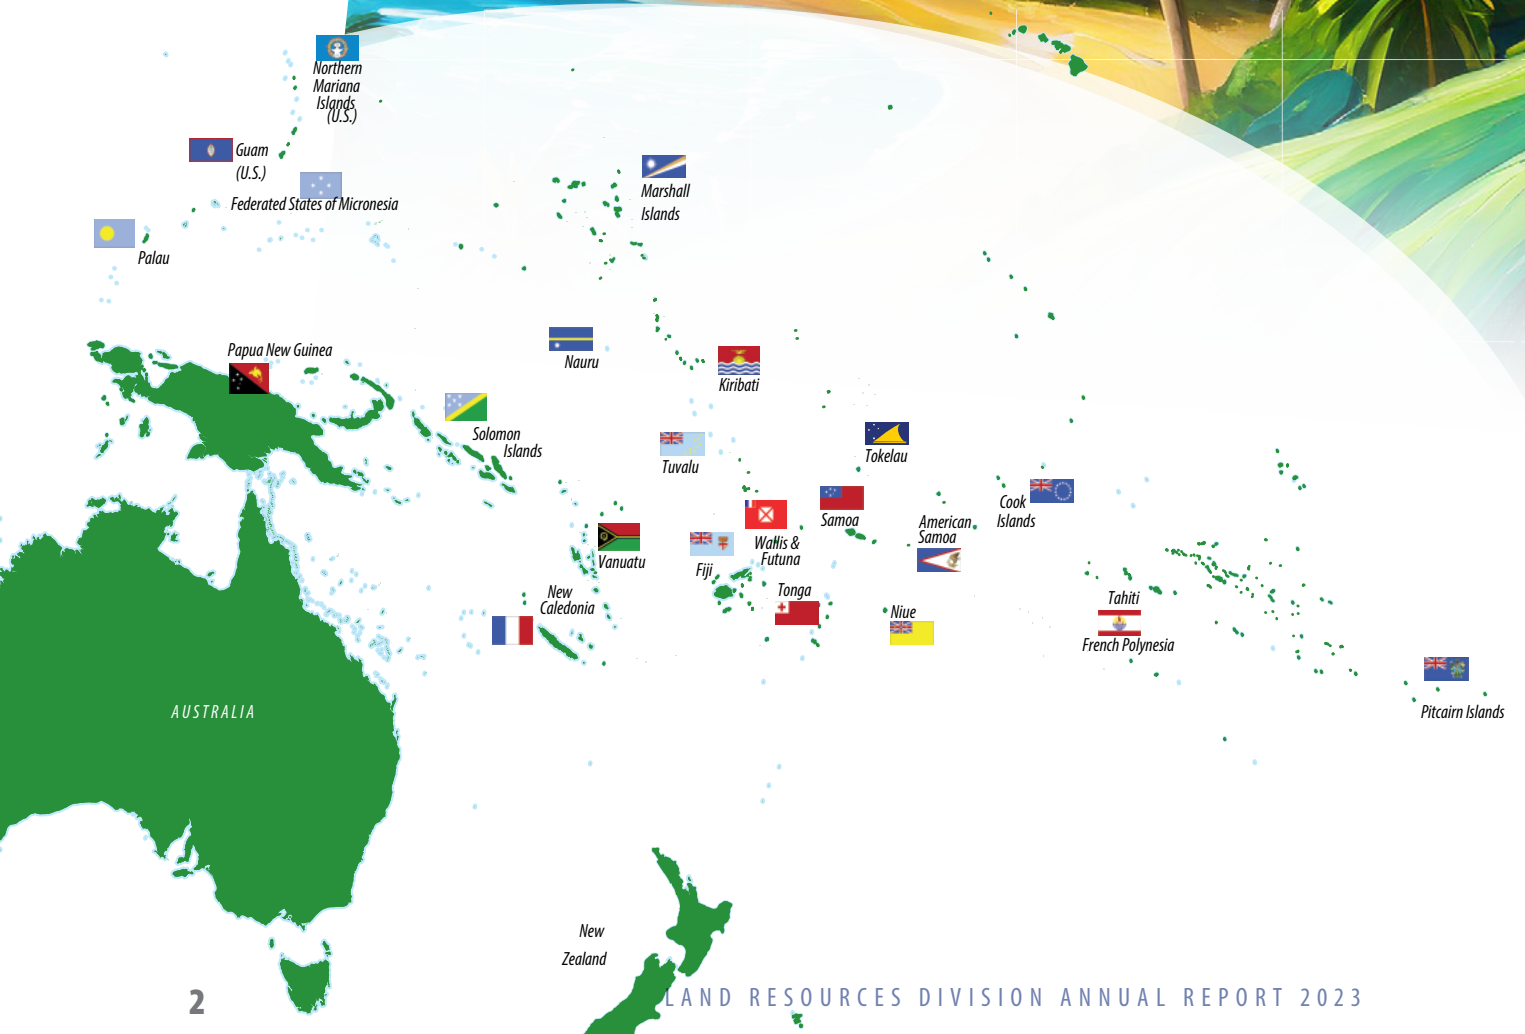 Northern
Mariana
Islands
(U.S.)
Guam
(U.S.)
Federated States of Micronesia
Marshall
Islands
Palau
Papua New Guinea
Nauru
Kiribati
Solomon
Islands
Tuvalu
Tokelau
Cook
Islands
Samoa
American
Samoa
Wallis &
Futuna
Vanuatu
Fiji
New
Caledonia
Tonga
Niue
Tahiti
French Polynesia
Pitcairn Islands
AUSTRALIA
New
Zealand
2
LAND RESOURCES DIVISION ANNUAL REPORT 2023